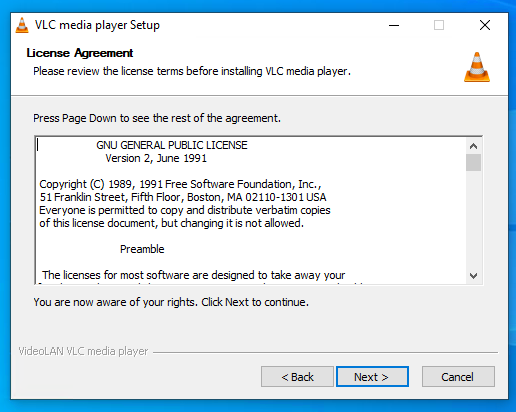 VLC media player Setup
License Agreement
Please review the license terms before installing VLC media player.
Press Page Down to see the rest of the agreement.
GNU GENERAL PUBLIC LICENSE
Version 2, June 1991
Copyright (C) 1989, 1991 Free Software Foundation, Inc.,
51 Franklin Street, Fifth Floor, Boston, MA 02110-1301 USA
Everyone is permitted to copy and distribute verbatim copies
of this license document, but changing it is not allowed.
Preamble
The licenses for most software are designed to take away your
You are now aware of your rights. Click Next to continue.
VideoLAN VLC media player
< Back
Next >
Cancel